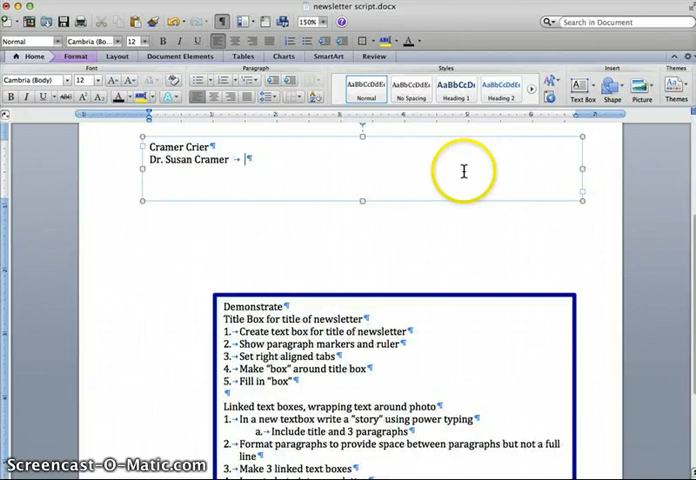 newsletter script.docx
150%
Search in Document
Normal
Cambria (Bo...
12
Home
Format
Layout
Document Elements
Tables
Charts
SmartArt
Review
Font
Paragraph
Styles
Insert
Themes
Cambria (Body)
12
AaBbCcDdE
AaBbCcDdE
AaBbCcD
AaBbCcDdE
Normal
No Spacing
Heading 1
Heading 2
Text Box
Shape
Picture
Themes
Cramer Crier¶
Dr. Susan Cramer → ¶
Demonstrate¶
Title Box for title of newsletter¶
1.→Create text box for title of newsletter¶
2.→Show paragraph markers and ruler¶
3.→Set right aligned tabs¶
4.→Make “box” around title box¶
5.→Fill in “box”¶
¶
Linked text boxes, wrapping text around photo¶
1.→In a new textbox write a “story” using power typing¶
a.→Include title and 3 paragraphs¶
2.→Format paragraphs to provide space between paragraphs but not a full
line¶
3.→Make 3 linked text boxes¶
Screencast-O-Matic.com